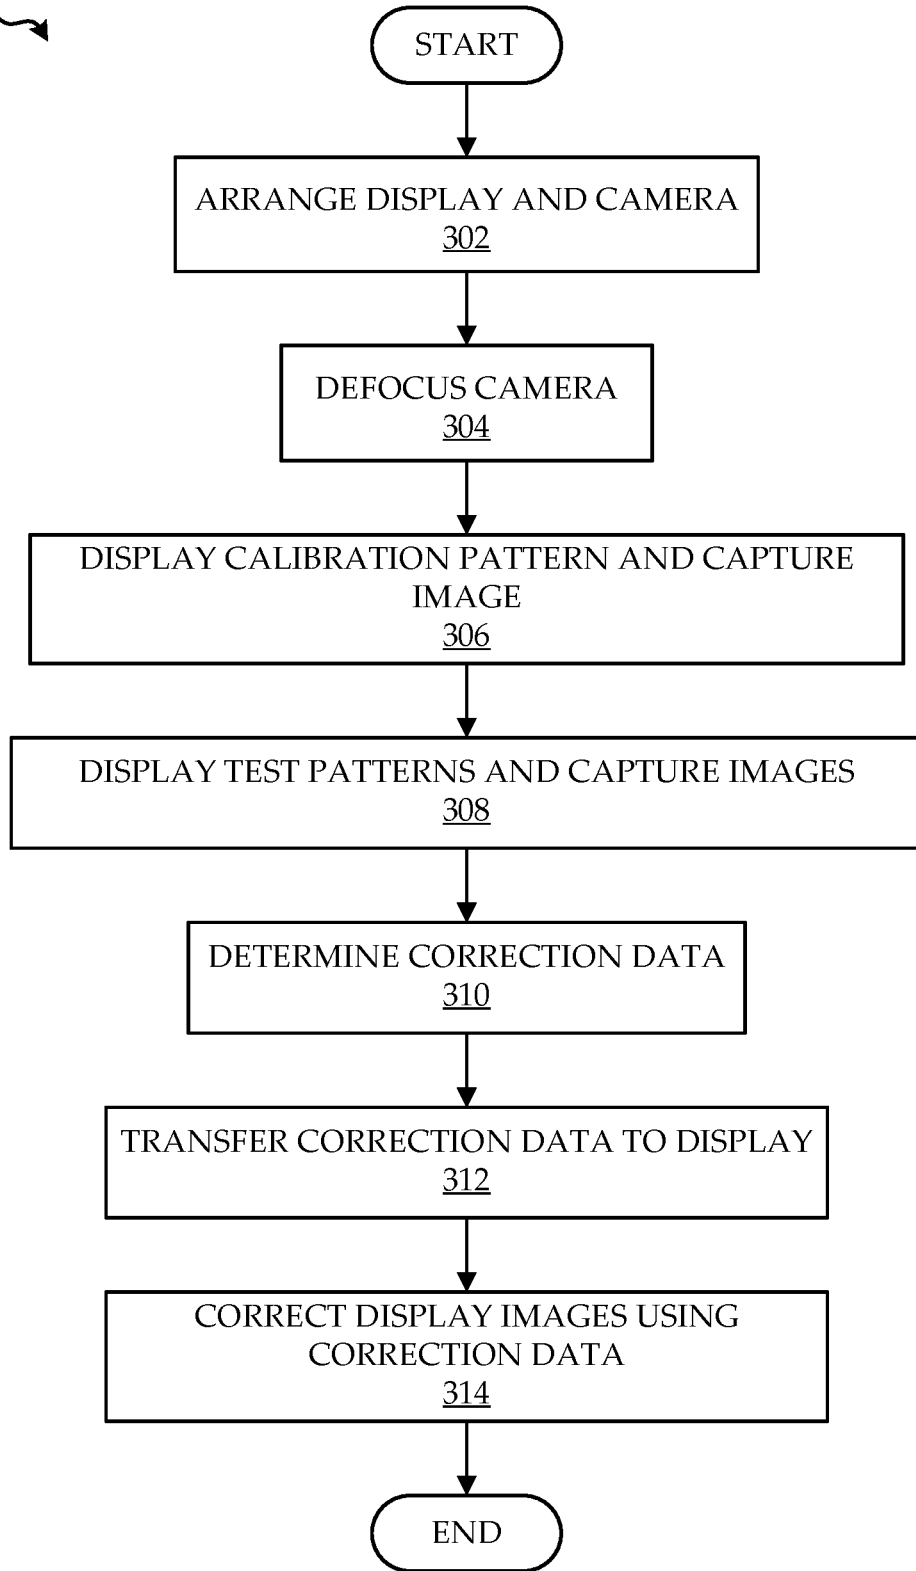 START
ARRANGE DISPLAY AND CAMERA
302
DEFOCUS CAMERA
304
DISPLAY CALIBRATION PATTERN AND CAPTURE
IMAGE
306
DISPLAY TEST PATTERNS AND CAPTURE IMAGES
308
DETERMINE CORRECTION DATA
310
TRANSFER CORRECTION DATA TO DISPLAY
312
CORRECT DISPLAY IMAGES USING
CORRECTION DATA
314
END